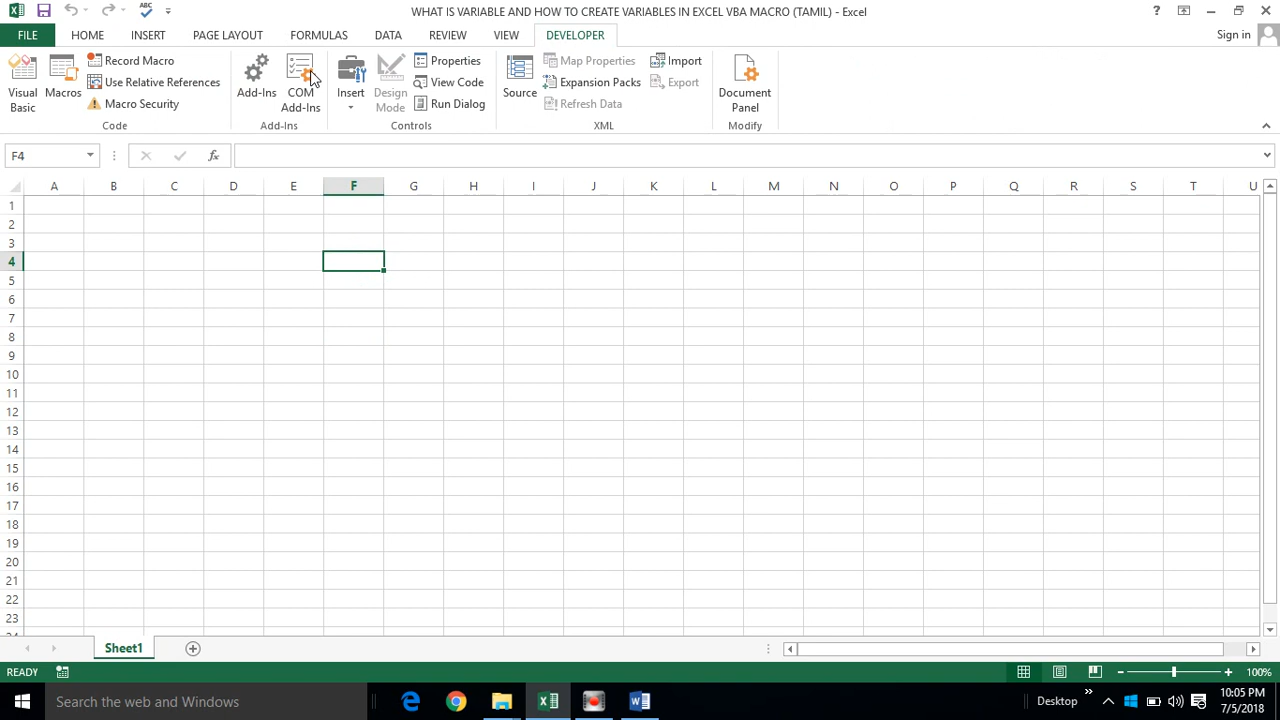 ABC
WHAT IS VARIABLE AND HOW TO CREATE VARIABLES IN EXCEL VBA MACRO (TAMIL) - Excel
?
FILE HOME INSERT PAGE LAYOUT FORMULAS DATA REVIEW VIEW DEVELOPER Sign in
Visual Basic
Macros
Record Macro
Use Relative References
Macro Security
Code
Add-Ins
COM Add-Ins
Add-Ins
Insert
Design Mode
Properties
View Code
Run Dialog
Controls
Source
Map Properties
Expansion Packs
Refresh Data
Import
Export
XML
Document Panel
Modify
F4 fx
A B C D E F G H I J K L M N O P Q R S T U
1
2
3
4
5
6
7
8
9
10
11
12
13
14
15
16
17
18
19
20
21
22
23
Sheet1
READY 100%
Search the web and Windows
Desktop
10:05 PM
7/5/2018